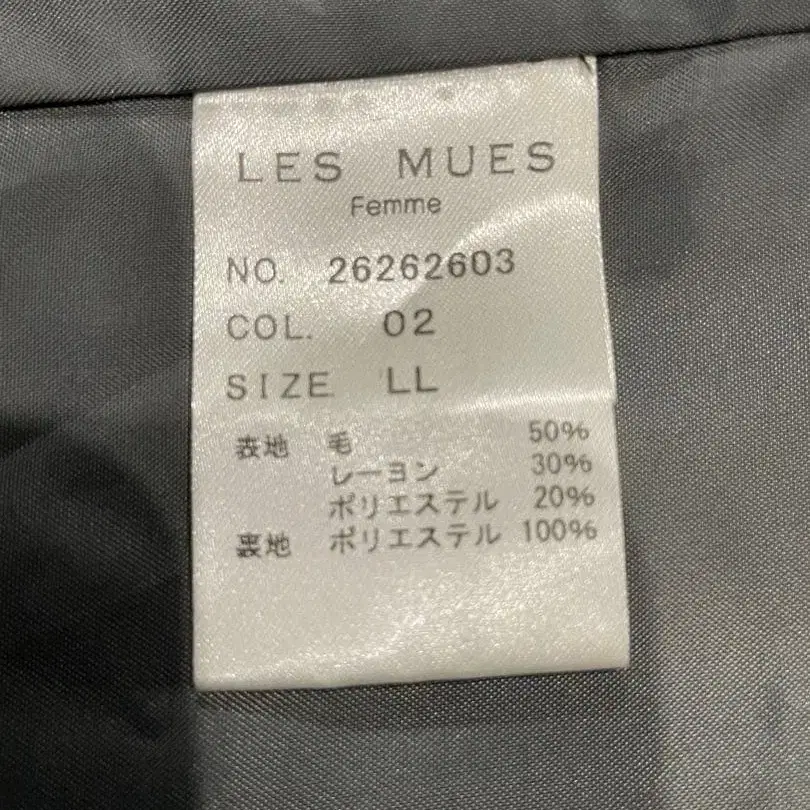 LES MUES
Femme
NO. 26262603
COL. 02
SIZE LL
表地 毛 50%
レーヨン 30%
ポリエステル 20%
裏地 ポリエステル 100%